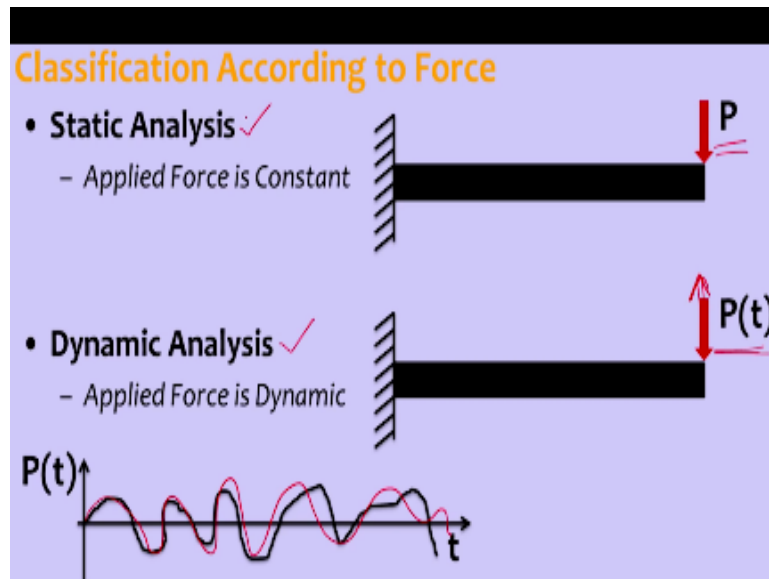 Classification According to Force
• Static Analysis
P
– Applied Force is Constant
P(t)
• Dynamic Analysis
– Applied Force is Dynamic
P(t)
t